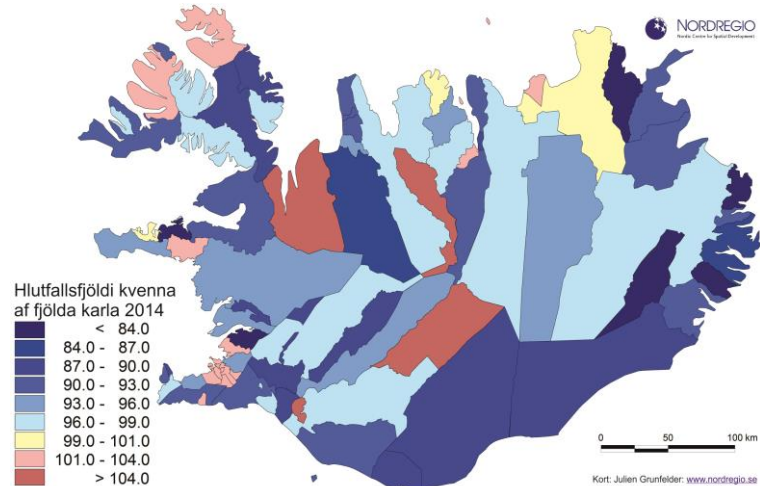 NORDREGIO
Nordic Centre for Spatial Development
Hlutfallsfjöldi kvenna
af fjölda karla 2014
< 84.0
84.0 - 87.0
87.0 - 90.0
90.0 - 93.0
93.0 - 96.0
96.0 - 99.0
99.0 - 101.0
101.0 - 104.0
> 104.0
0 50 100 km
Kort: Julien Grunfelder: www.nordregio.se